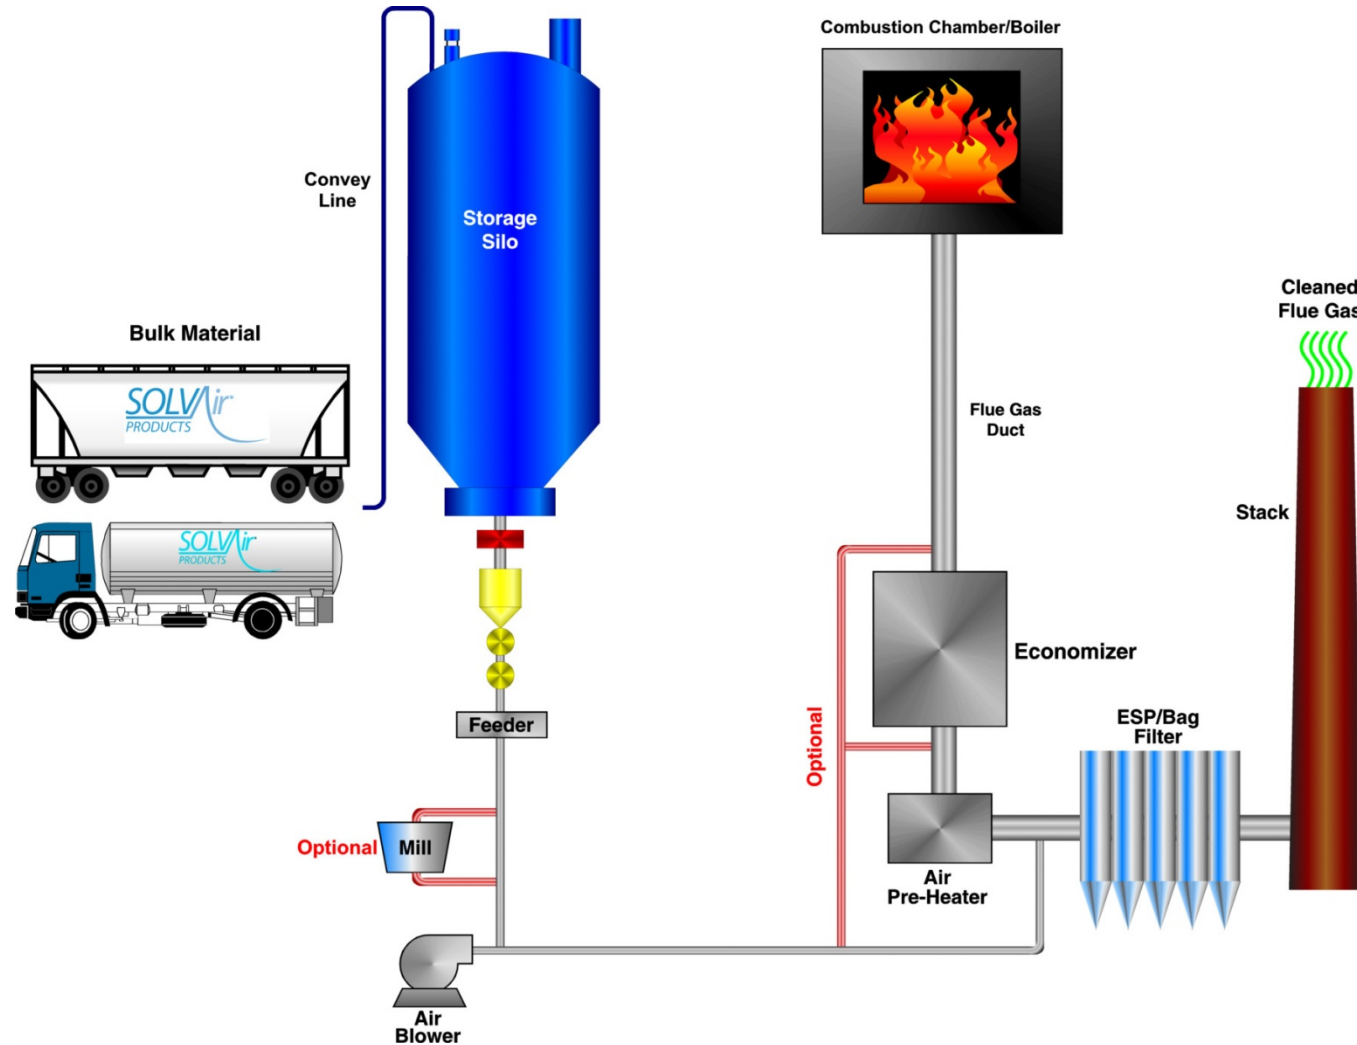 Combustion Chamber/Boiler
Convey
Line
Storage
Silo
Cleaned
Flue Gas
Bulk Material
SOLVAir
PRODUCTS
Flue Gas
Duct
Stack
SOLVAir
PRODUCTS
Economizer
Feeder
Optional
ESP/Bag
Filter
Optional
Mill
Air
Pre-Heater
Air
Blower